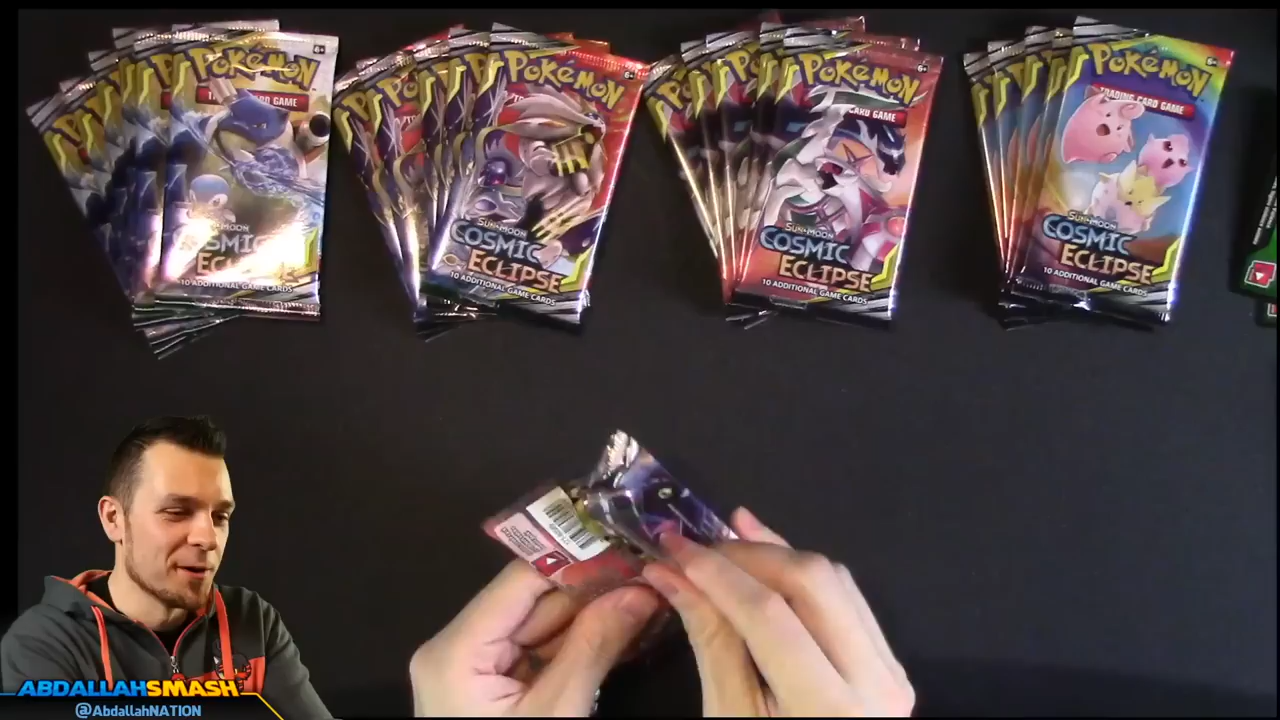 POKéMON
TRADING CARD GAME
SUN & MOON
COSMIC
ECLIPSE
10 ADDITIONAL GAME CARDS
POKéMON
SUN & MOON
COSMIC
ECLIPSE
10 ADDITIONAL GAME CARDS
POKéMON
CARD GAME
SUN & MOON
COSMIC
ECLIPSE
10 ADDITIONAL GAME CARDS
POKéMON
TRADING CARD GAME
SUN & MOON
COSMIC
ECLIPSE
10 ADDITIONAL GAME CARDS
ABDALLAHSMASH
@AbdallahNATION